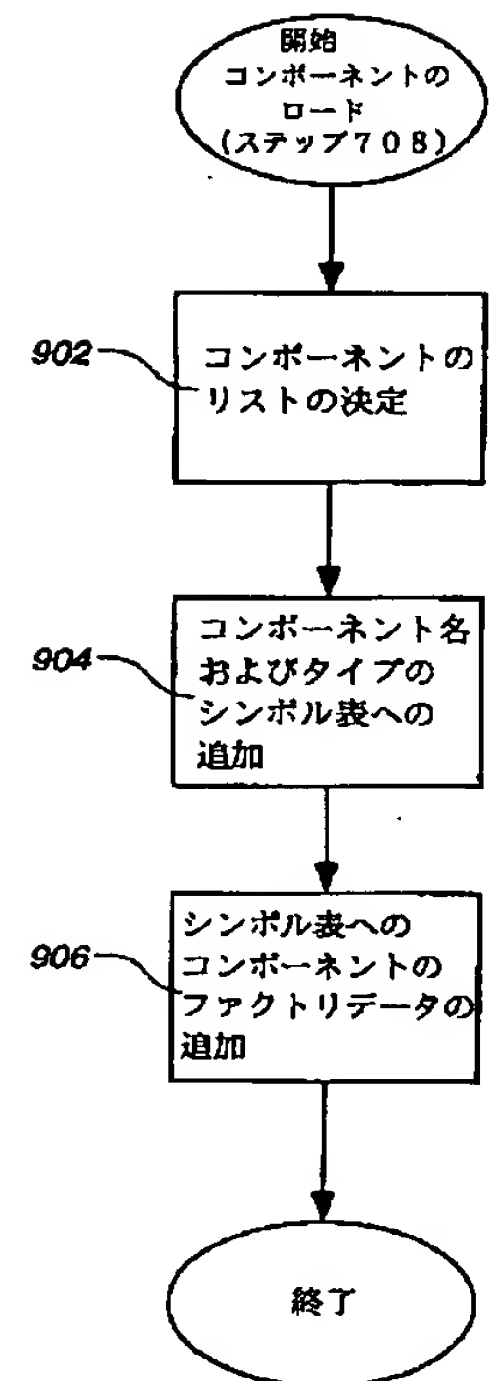 開始
コンポーネントの
ロード
(ステップ708)
902
コンポーネントの
リストの決定
904
コンポーネント名
およびタイプの
シンボル表への
追加
906
シンボル表への
コンポーネントの
ファクトリデータの
追加
終了